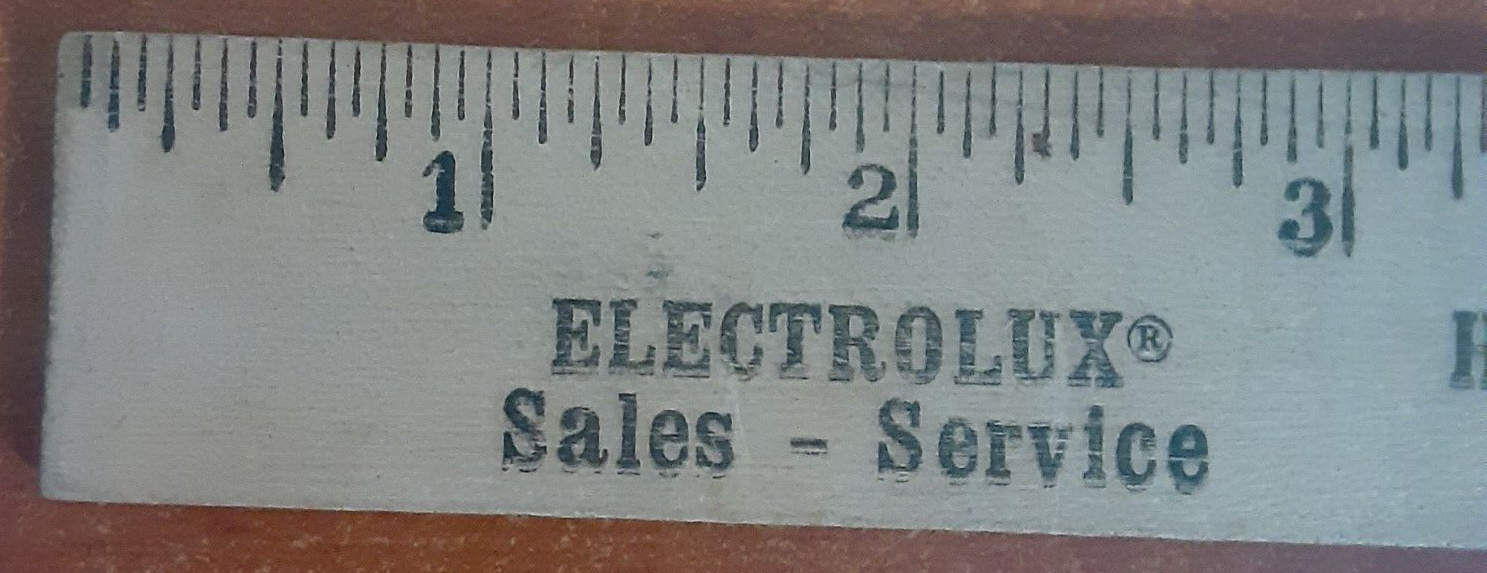 1 2 3
ELECTROLUX®
Sales - Service